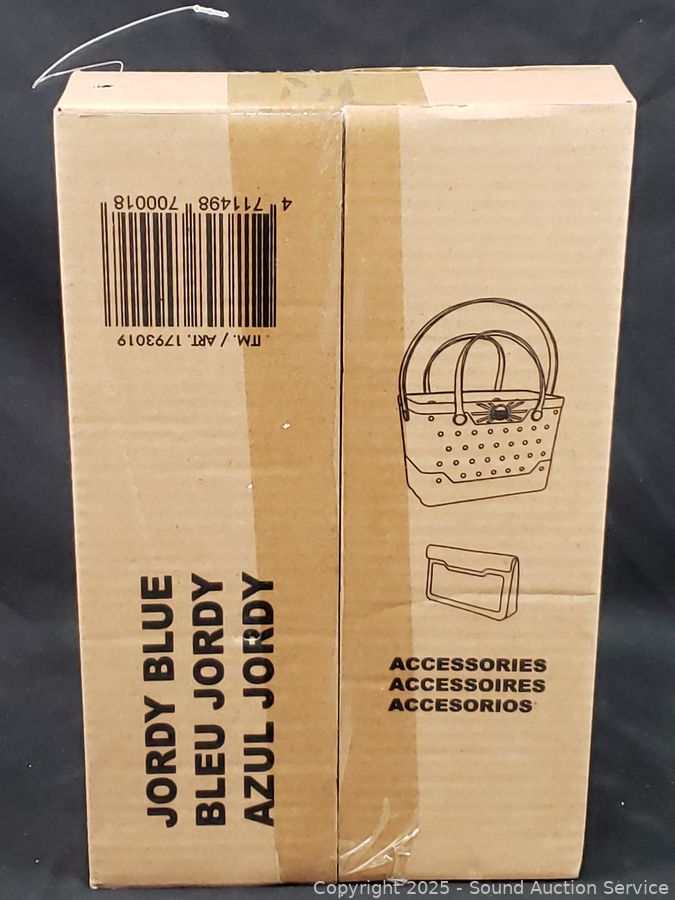 4 711498 700018
ITM. / ART. 1793019
JORDY BLUE
BLEU JORDY
AZUL JORDY
ACCESSORIES
ACCESSOIRES
ACCESORIOS
Copyright 2025 - Sound Auction Service